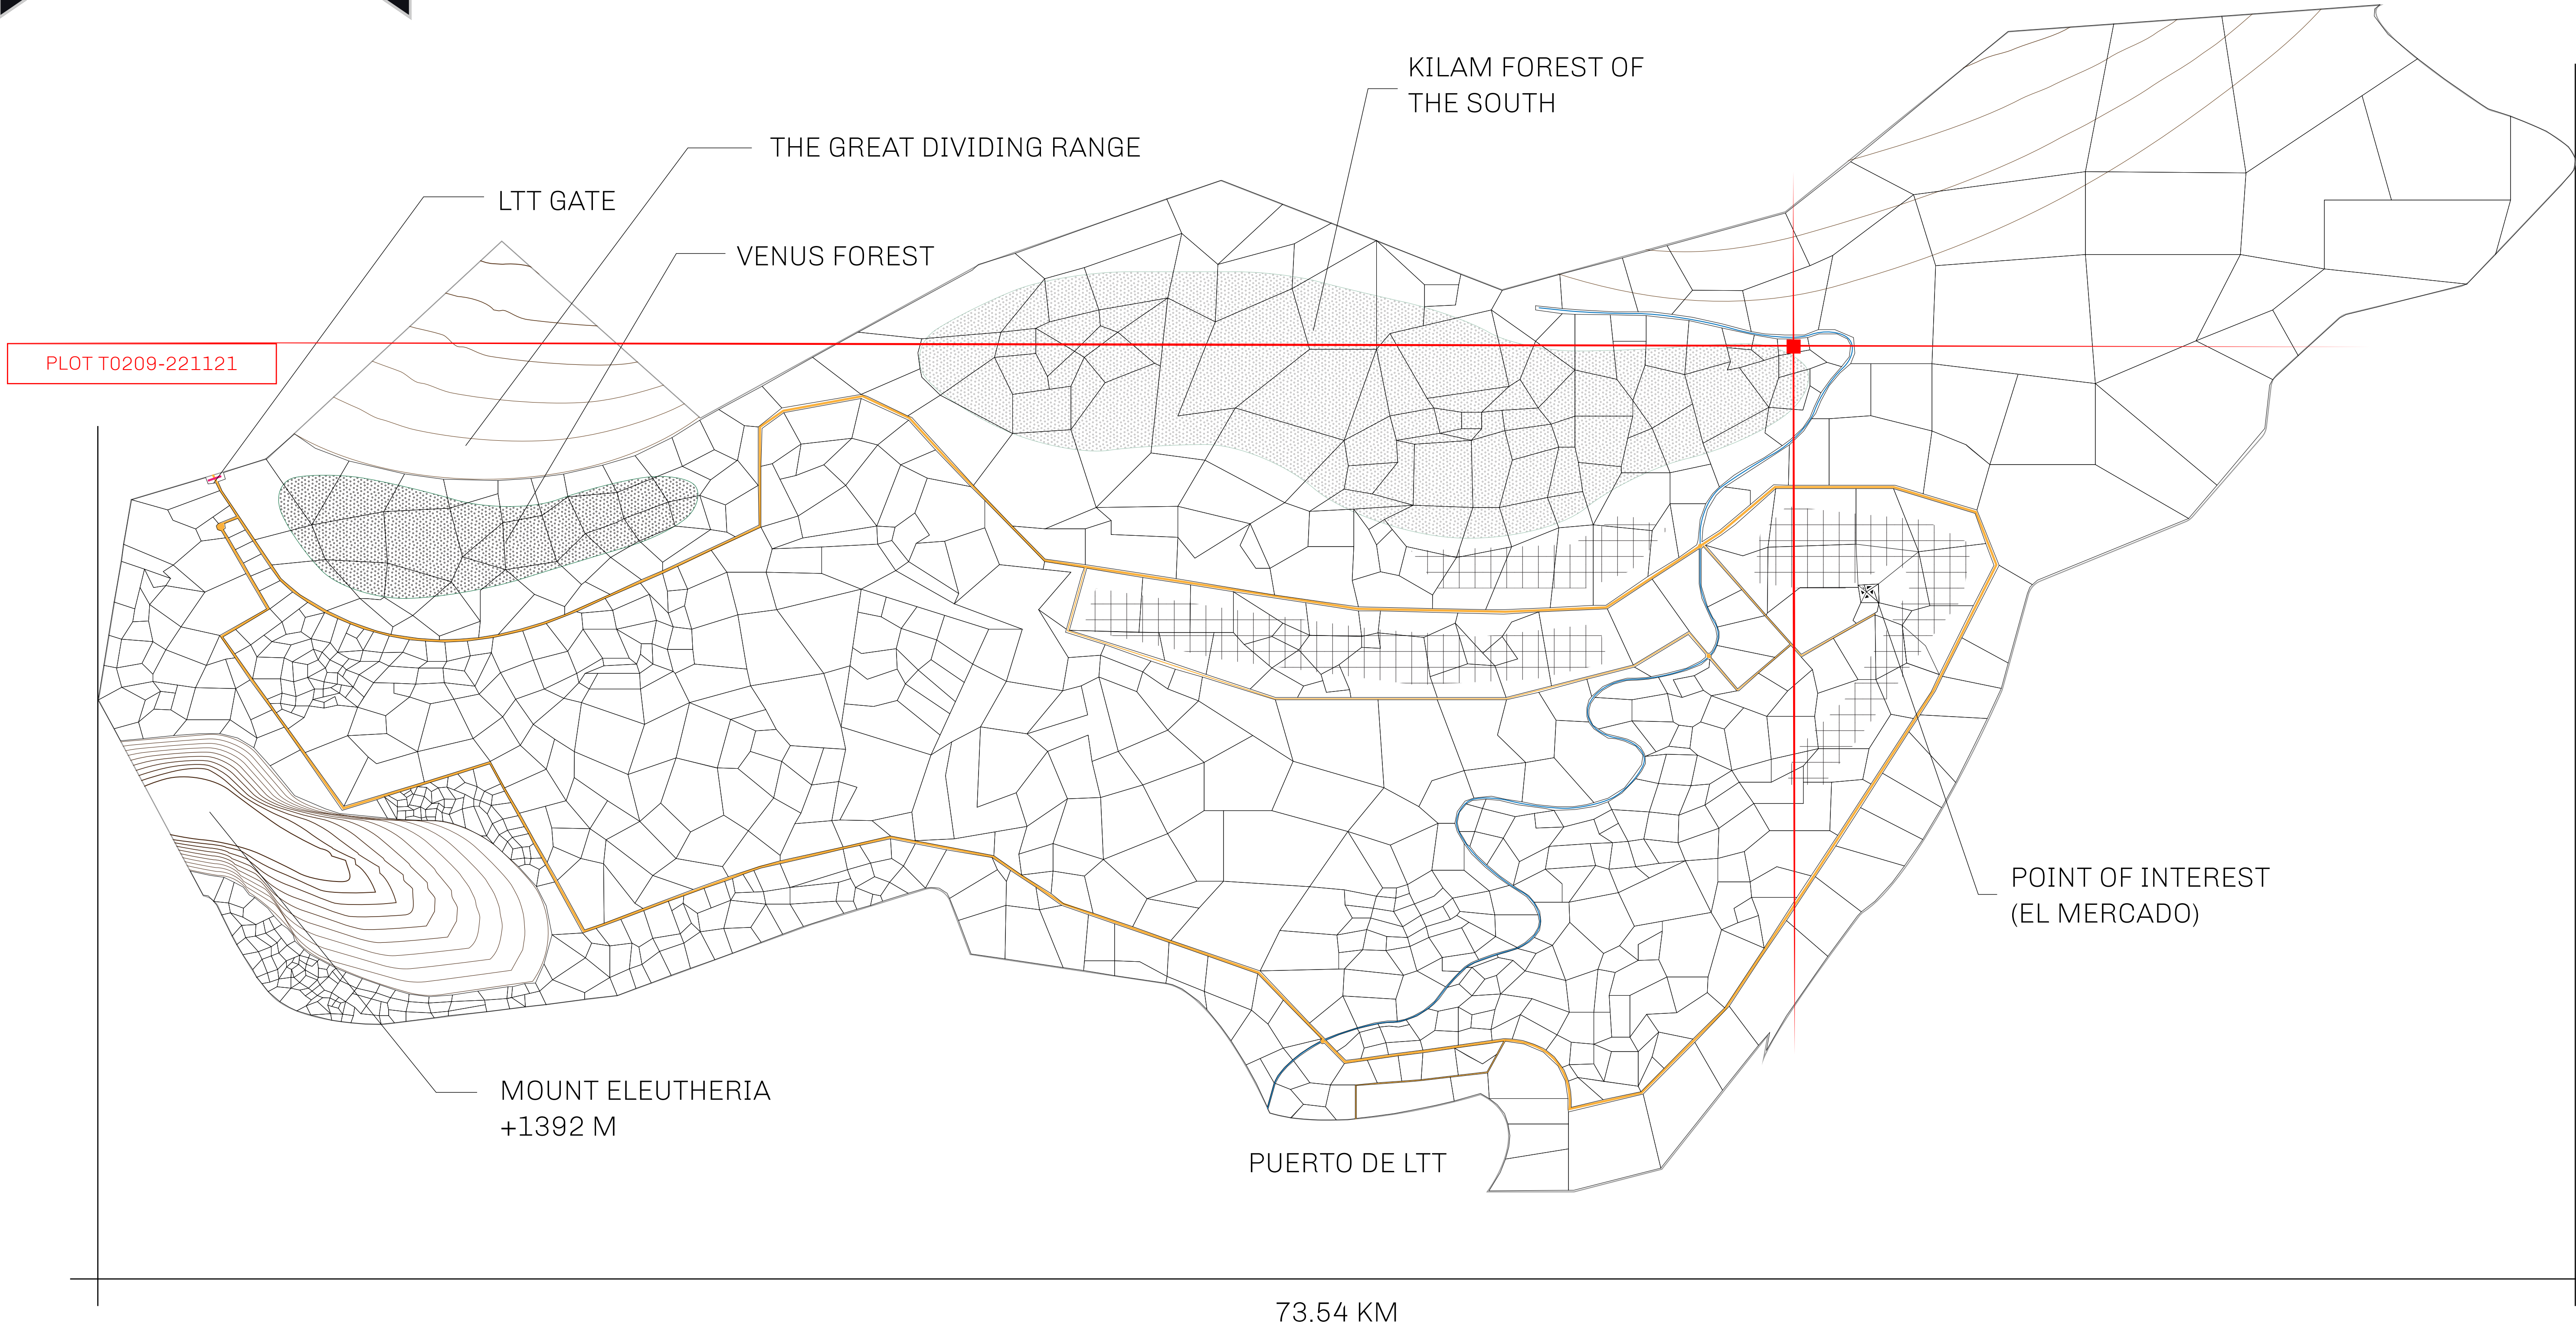 KILAM FOREST OF
THE SOUTH
THE GREAT DIVIDING RANGE
LTT GATE
VENUS FOREST
PLOT T0209-221121
POINT OF INTEREST
(EL MERCADO)
MOUNT ELEUTHERIA
+1392 M
PUERTO DE LTT
73.54 KM